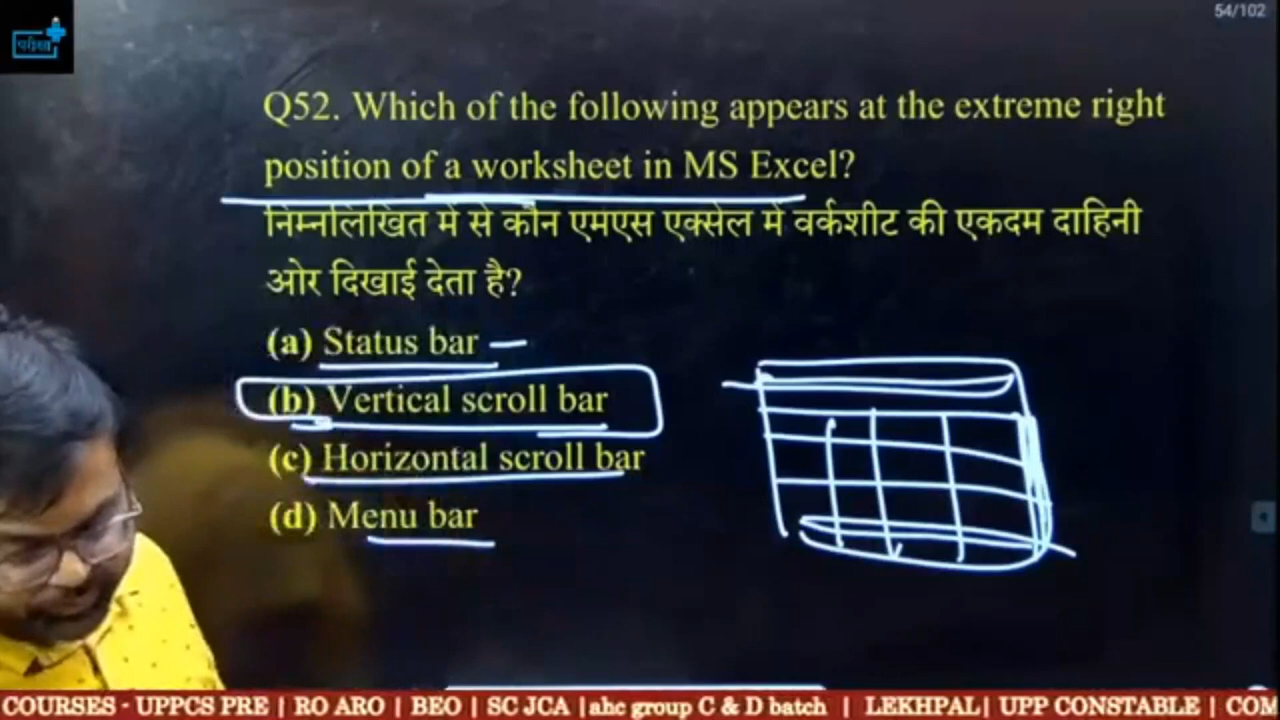 परीक्षा
54/102
Q52. Which of the following appears at the extreme right
position of a worksheet in MS Excel?
निम्नलिखित में से कौन एमएस एक्सेल में वर्कशीट की एकदम दाहिनी
ओर दिखाई देता है?
(a) Status bar
(b) Vertical scroll bar
(c) Horizontal scroll bar
(d) Menu bar
COURSES - UPPCS PRE | RO ARO | BEO | SC JCA |ahc group C & D batch | LEKHPAL| UPP CONSTABLE | COM